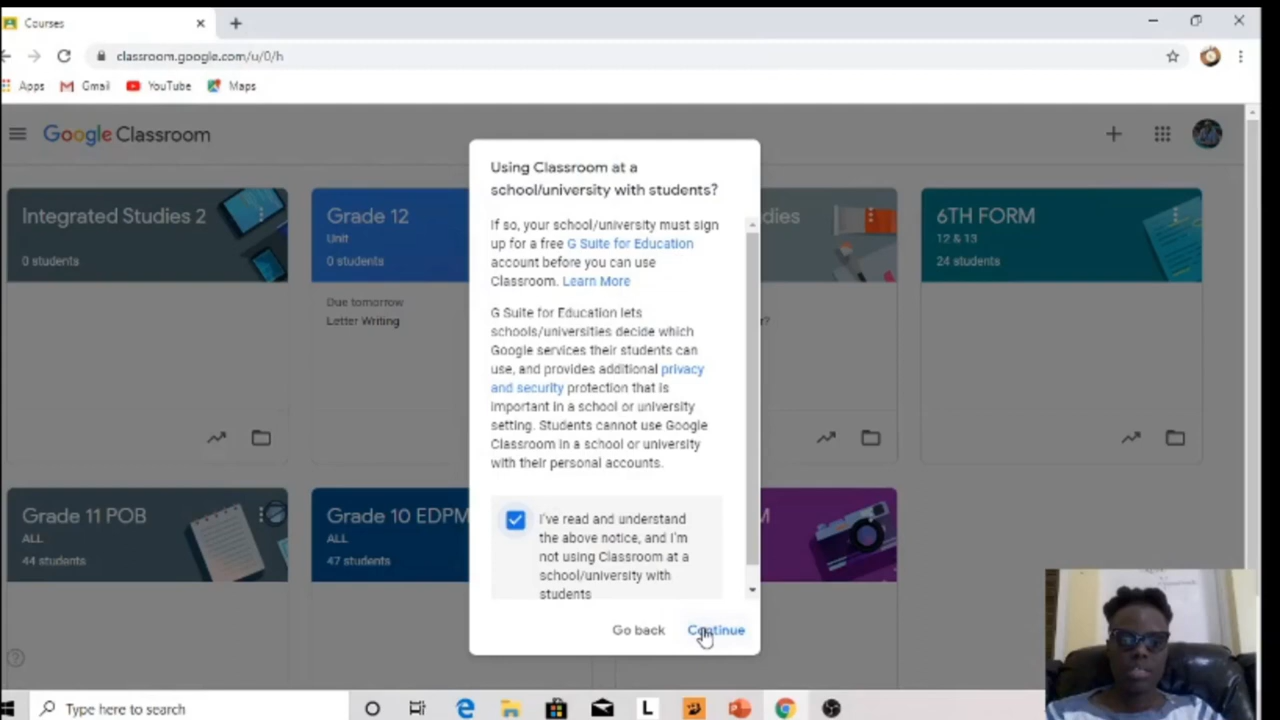 Courses
classroom.google.com/u/0/h
Apps
Gmail
YouTube
Maps
Google Classroom
Integrated Studies 2
0 students
Grade 12
Unit
0 students
Due tomorrow
Letter Writing
6TH FORM
12 & 13
24 students
Using Classroom at a
school/university with students?
If so, your school/university must sign
up for a free G Suite for Education
account before you can use
Classroom. Learn More
G Suite for Education lets
schools/universities decide which
Google services their students can
use, and provides additional privacy
and security protection that is
important in a school or university
setting. Students cannot use Google
Classroom in a school or university
with their personal accounts.
I've read and understand
the above notice, and I'm
not using Classroom at a
school/university with
students
Go back
Continue
Grade 11 POB
ALL
44 students
Grade 10 EDPM
ALL
47 students
Type here to search